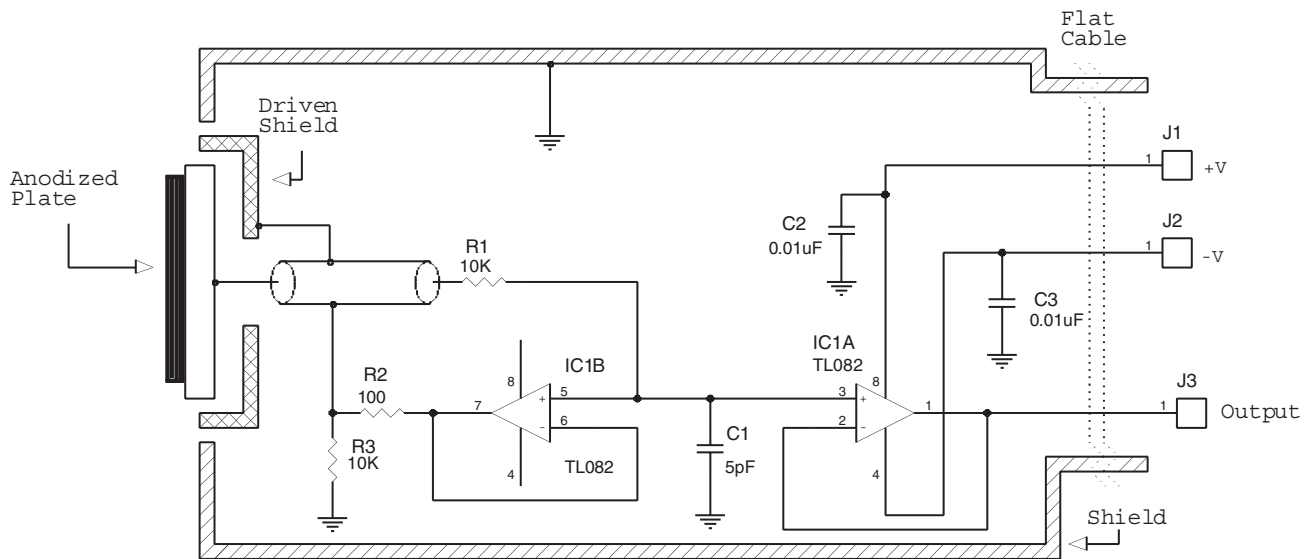 Flat
Cable
Driven
Shield
J1
1
+V
Anodized
Plate
C2
0.01uF
J2
1
-V
R1
10K
C3
0.01uF
IC1A
TL082
IC1B
8
8
R2
100
J3
7
5
+
3
+
1
1
Output
6
-
2
-
C1
5pF
R3
10K
4
TL082
4
Shield